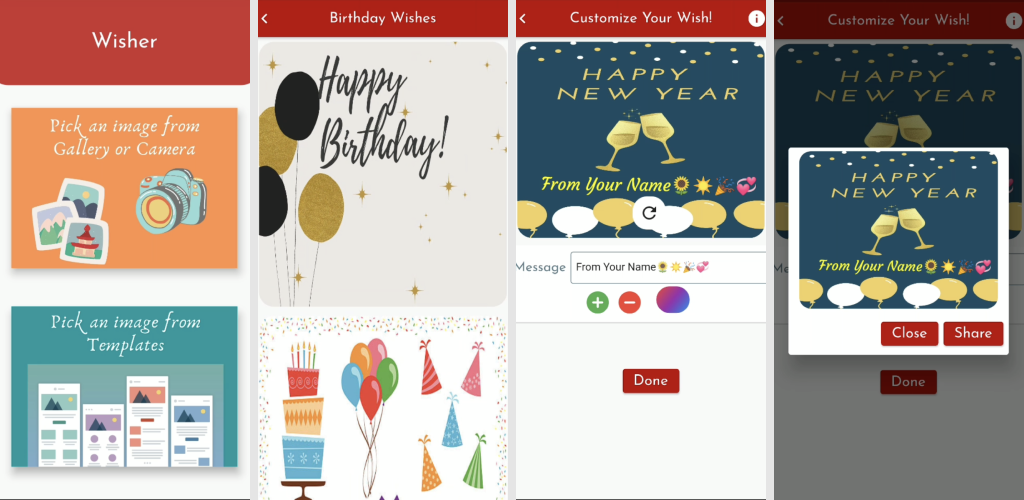 Wisher
Pick an image from
Gallery or Camera
Pick an image from
Templates
Birthday Wishes
Happy
Birthday!
Customize Your Wish!
HAPPY
NEW YEAR
From Your Name🌻☀️🎉💞
Message
From Your Name🌻☀️🎉💞
Done
Customize Your Wish!
HAPPY
NEW YEAR
HAPPY
NEW YEAR
From Your Name🌻☀️🎉💞
Me
Close
Share
Done